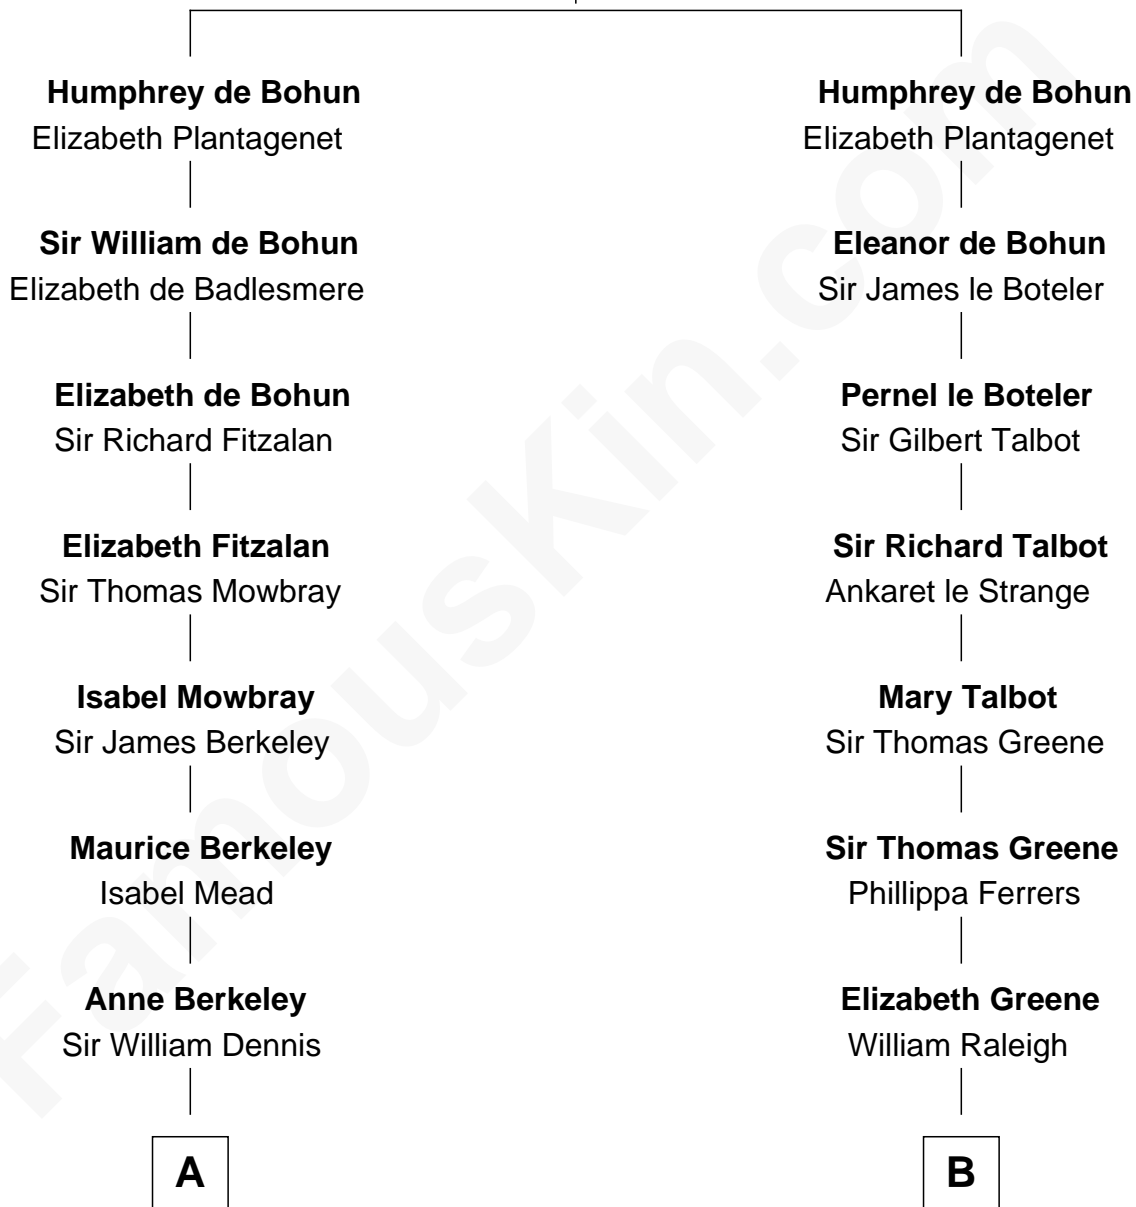 Humphrey de Bohun
Elizabeth Plantagenet
Sir William de Bohun
Elizabeth de Badlesmere
Elizabeth de Bohun
Sir Richard Fitzalan
Elizabeth Fitzalan
Sir Thomas Mowbray
Isabel Mowbray
Sir James Berkeley
Maurice Berkeley
Isabel Mead
Anne Berkeley
Sir William Dennis
A
Humphrey de Bohun
Elizabeth Plantagenet
Eleanor de Bohun
Sir James le Boteler
Pernel le Boteler
Sir Gilbert Talbot
Sir Richard Talbot
Ankaret le Strange
Mary Talbot
Sir Thomas Greene
Sir Thomas Greene
Phillippa Ferrers
Elizabeth Greene
William Raleigh
B
FamousKin.com